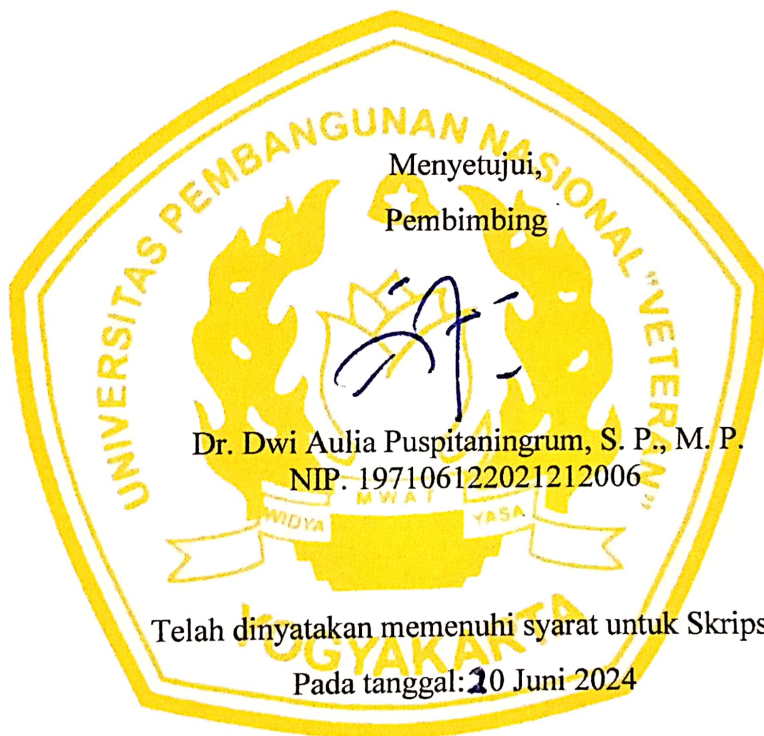 UNIVERSITAS PEMBANGUNAN NASIONAL "VETERAN"
Menyetujui,
Pembimbing
Dr. Dwi Aulia Puspitaningrum, S. P., M. P.
NIP. 197106122021212006
WIDYA MWAT YASA
Telah dinyatakan memenuhi syarat untuk Skrips
YOGYAKARTA
Pada tanggal: 20 Juni 2024